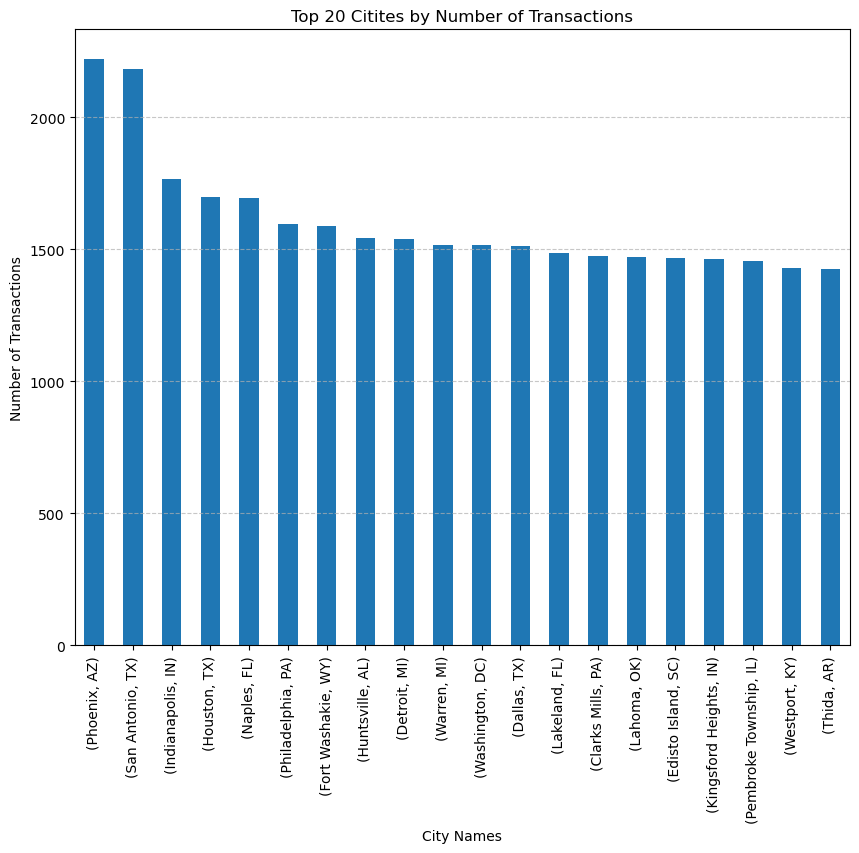 Top 20 Citites by Number of Transactions
Number of Transactions
2000
1500
1000
500
0
(Phoenix, AZ)
(San Antonio, TX)
(Indianapolis, IN)
(Houston, TX)
(Naples, FL)
(Philadelphia, PA)
(Fort Washakie, WY)
(Huntsville, AL)
(Detroit, MI)
(Warren, MI)
(Washington, DC)
(Dallas, TX)
(Lakeland, FL)
(Clarks Mills, PA)
(Lahoma, OK)
(Edisto Island, SC)
(Kingsford Heights, IN)
(Pembroke Township, IL)
(Westport, KY)
(Thida, AR)
City Names